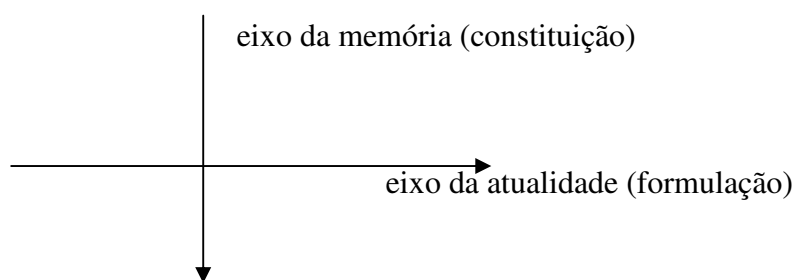 eixo da memória (constituição)
eixo da atualidade (formulação)